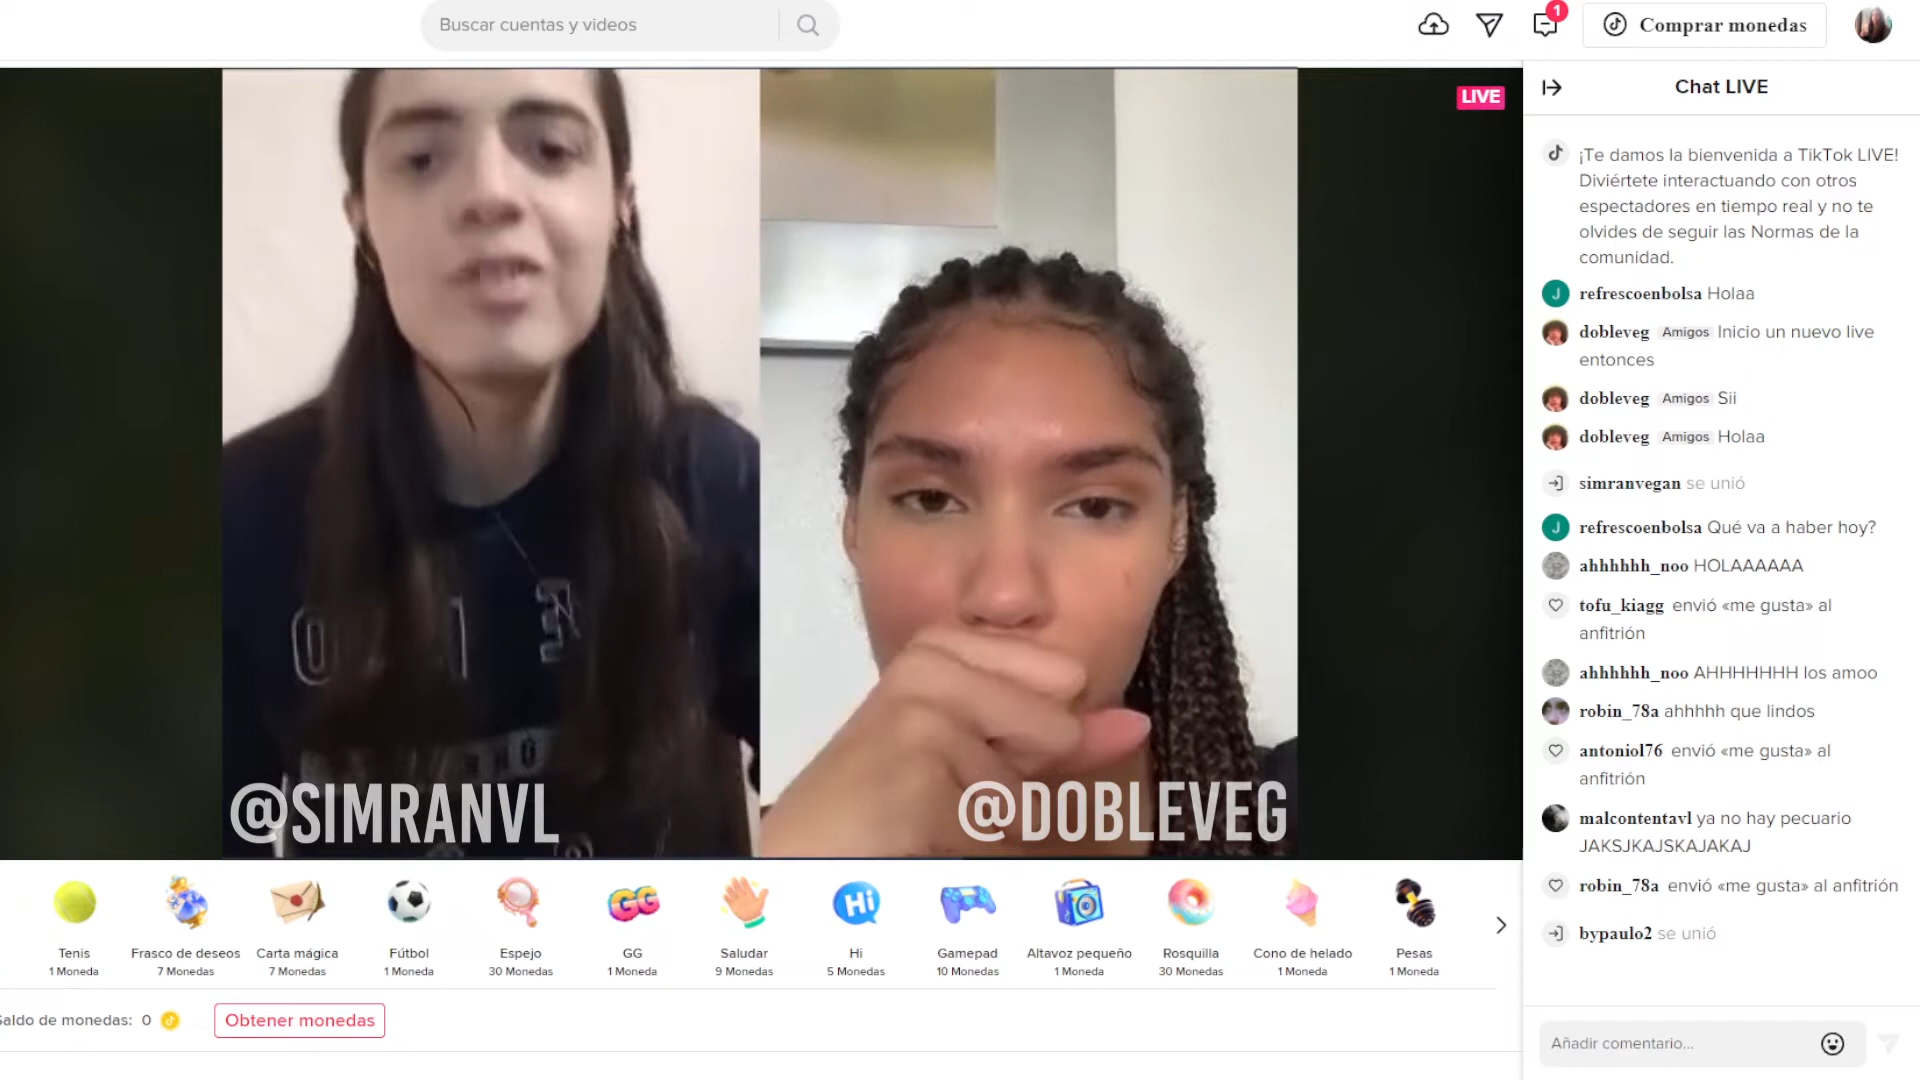 Buscar cuentas y videos
1
Comprar monedas
LIVE
@SIMRANVL
@DOBLEVEG
Chat LIVE
¡Te damos la bienvenida a TikTok LIVE!
Diviértete interactuando con otros
espectadores en tiempo real y no te
olvides de seguir las Normas de la
comunidad.
J refrescoenbolsa Holaa
dobleveg Amigos Inicio un nuevo live
entonces
dobleveg Amigos Sii
dobleveg Amigos Holaa
simranvegan se unió
J refrescoenbolsa Qué va a haber hoy?
ahhhhhh_noo HOLAAAAAA
tofu_kiagg envió «me gusta» al
anfitrión
ahhhhhh_noo AHHHHHHH los amoo
robin_78a ahhhhh que lindos
antoniol76 envió «me gusta» al
anfitrión
malcontentavl ya no hay pecuario
JAKSJKAJSKAJAKAJ
robin_78a envió «me gusta» al anfitrión
bypaulo2 se unió
GG
Hi
Tenis
1 Moneda
Frasco de deseos
7 Monedas
Carta mágica
7 Monedas
Fútbol
1 Moneda
Espejo
30 Monedas
GG
1 Moneda
Saludar
9 Monedas
Hi
5 Monedas
Gamepad
10 Monedas
Altavoz pequeño
1 Moneda
Rosquilla
30 Monedas
Cono de helado
1 Moneda
Pesas
1 Moneda
Saldo de monedas: 0
Obtener monedas
Añadir comentario...